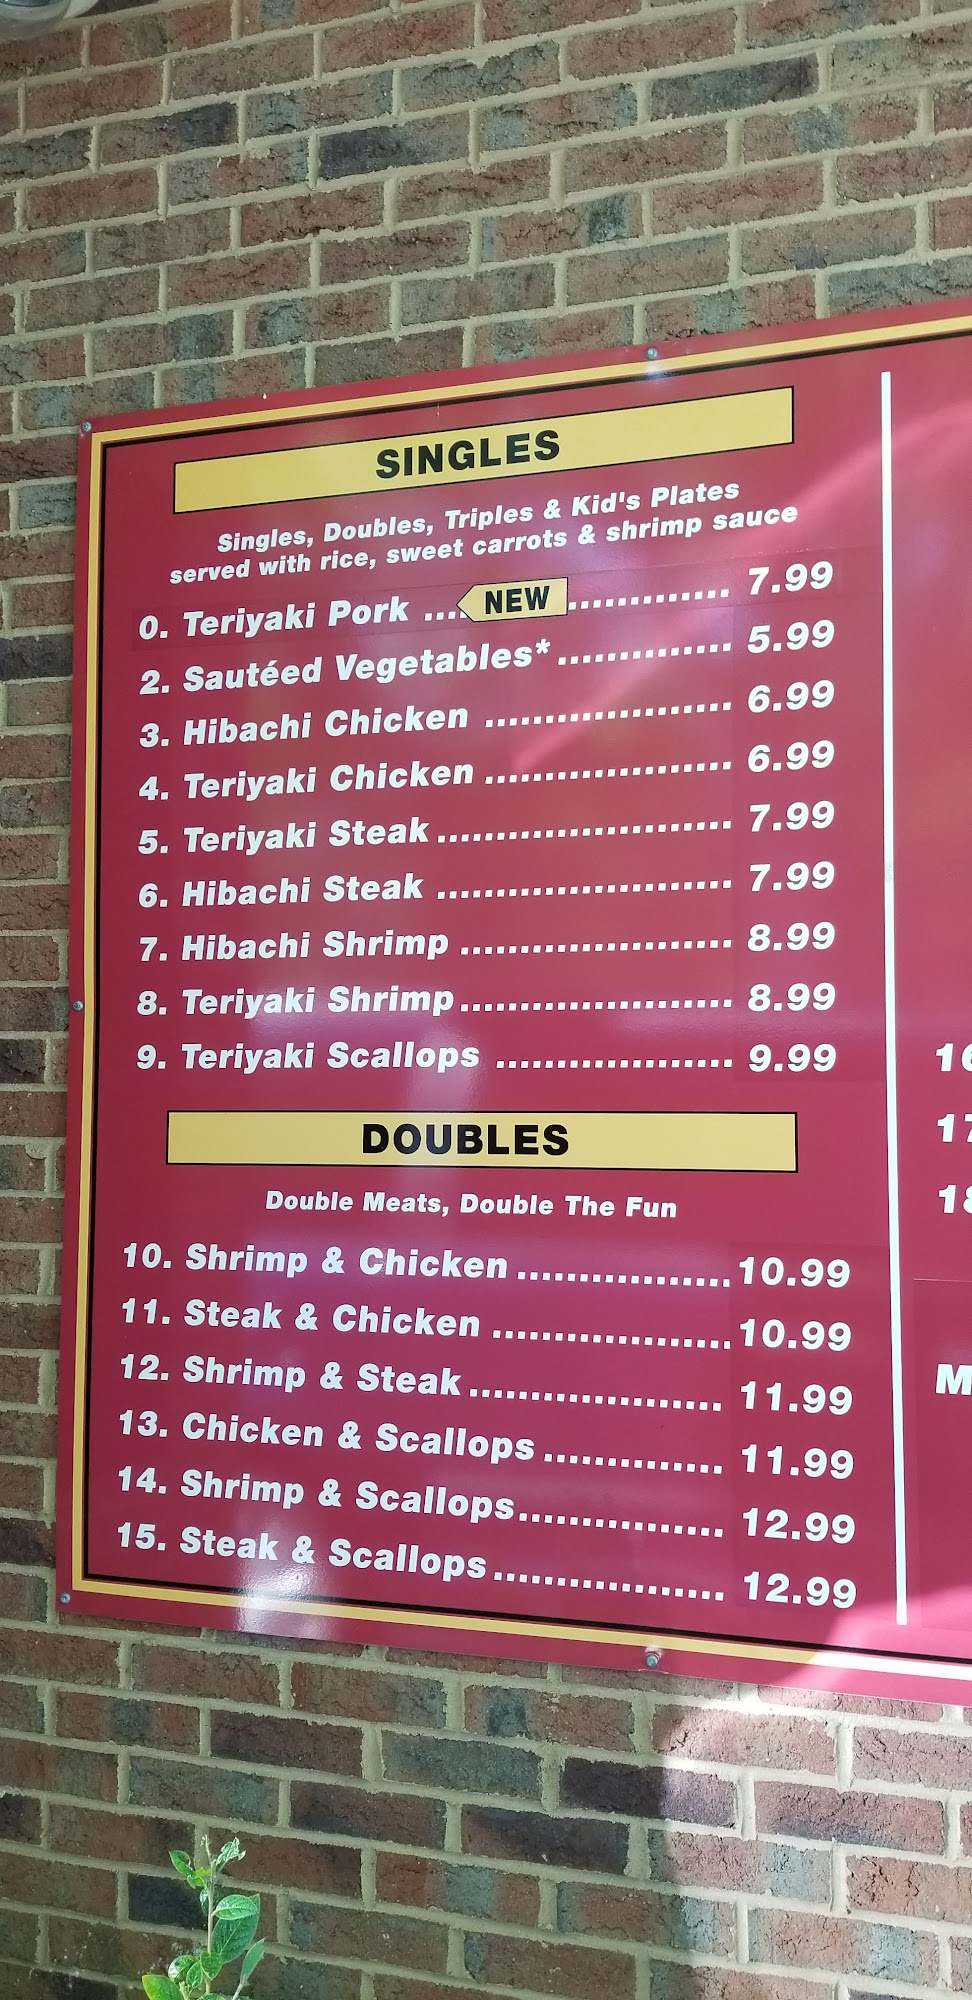 SINGLES
Singles, Doubles, Triples & Kid's Plates
served with rice, sweet carrots & shrimp sauce
0. Teriyaki Pork .... NEW ............. 7.99
2. Sautéed Vegetables* ............... 5.99
3. Hibachi Chicken ..................... 6.99
4. Teriyaki Chicken ..................... 6.99
5. Teriyaki Steak ......................... 7.99
6. Hibachi Steak ......................... 7.99
7. Hibachi Shrimp ....................... 8.99
8. Teriyaki Shrimp ....................... 8.99
9. Teriyaki Scallops .................... 9.99
DOUBLES
Double Meats, Double The Fun
10. Shrimp & Chicken .................. 10.99
11. Steak & Chicken .................... 10.99
12. Shrimp & Steak ..................... 11.99
13. Chicken & Scallops ............... 11.99
14. Shrimp & Scallops ................. 12.99
15. Steak & Scallops ................... 12.99
17